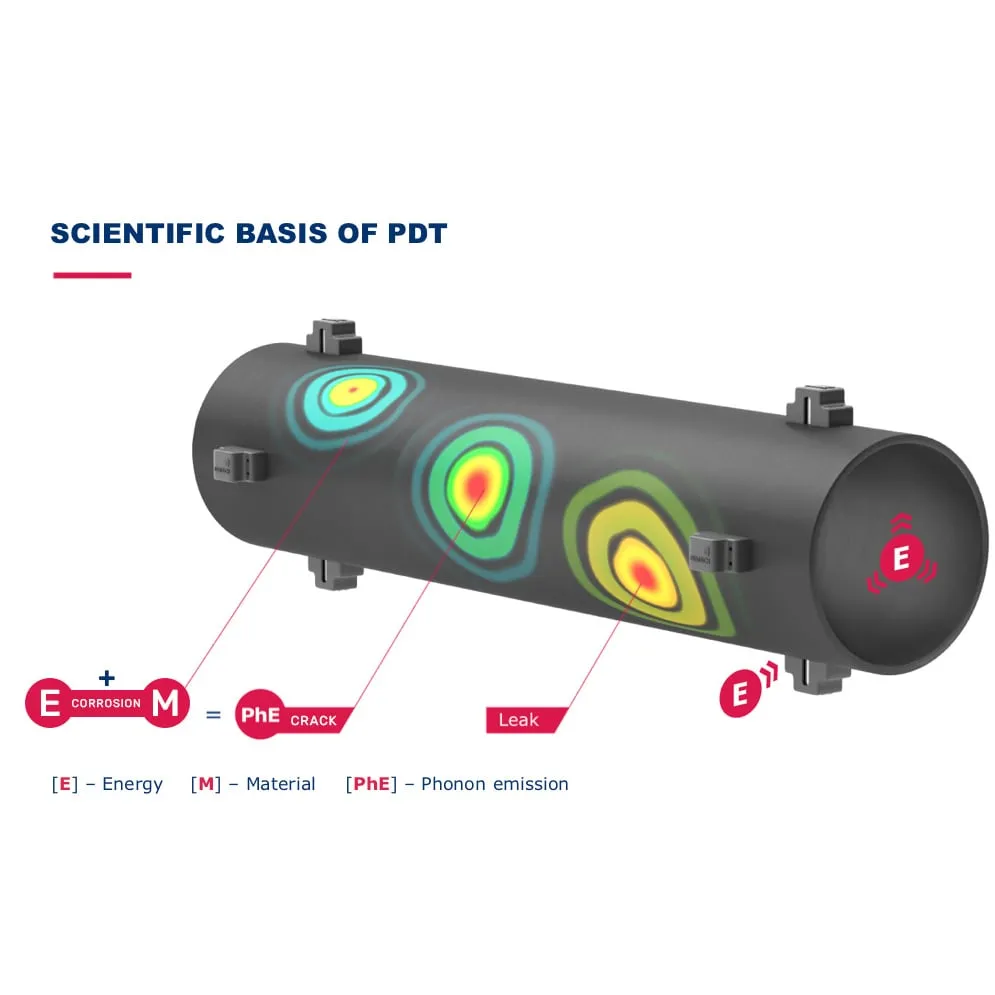 SCIENTIFIC BASIS OF PDT
E
E
+
E CORROSION M = PhE CRACK
Leak
[E] – Energy [M] – Material [PhE] – Phonon emission